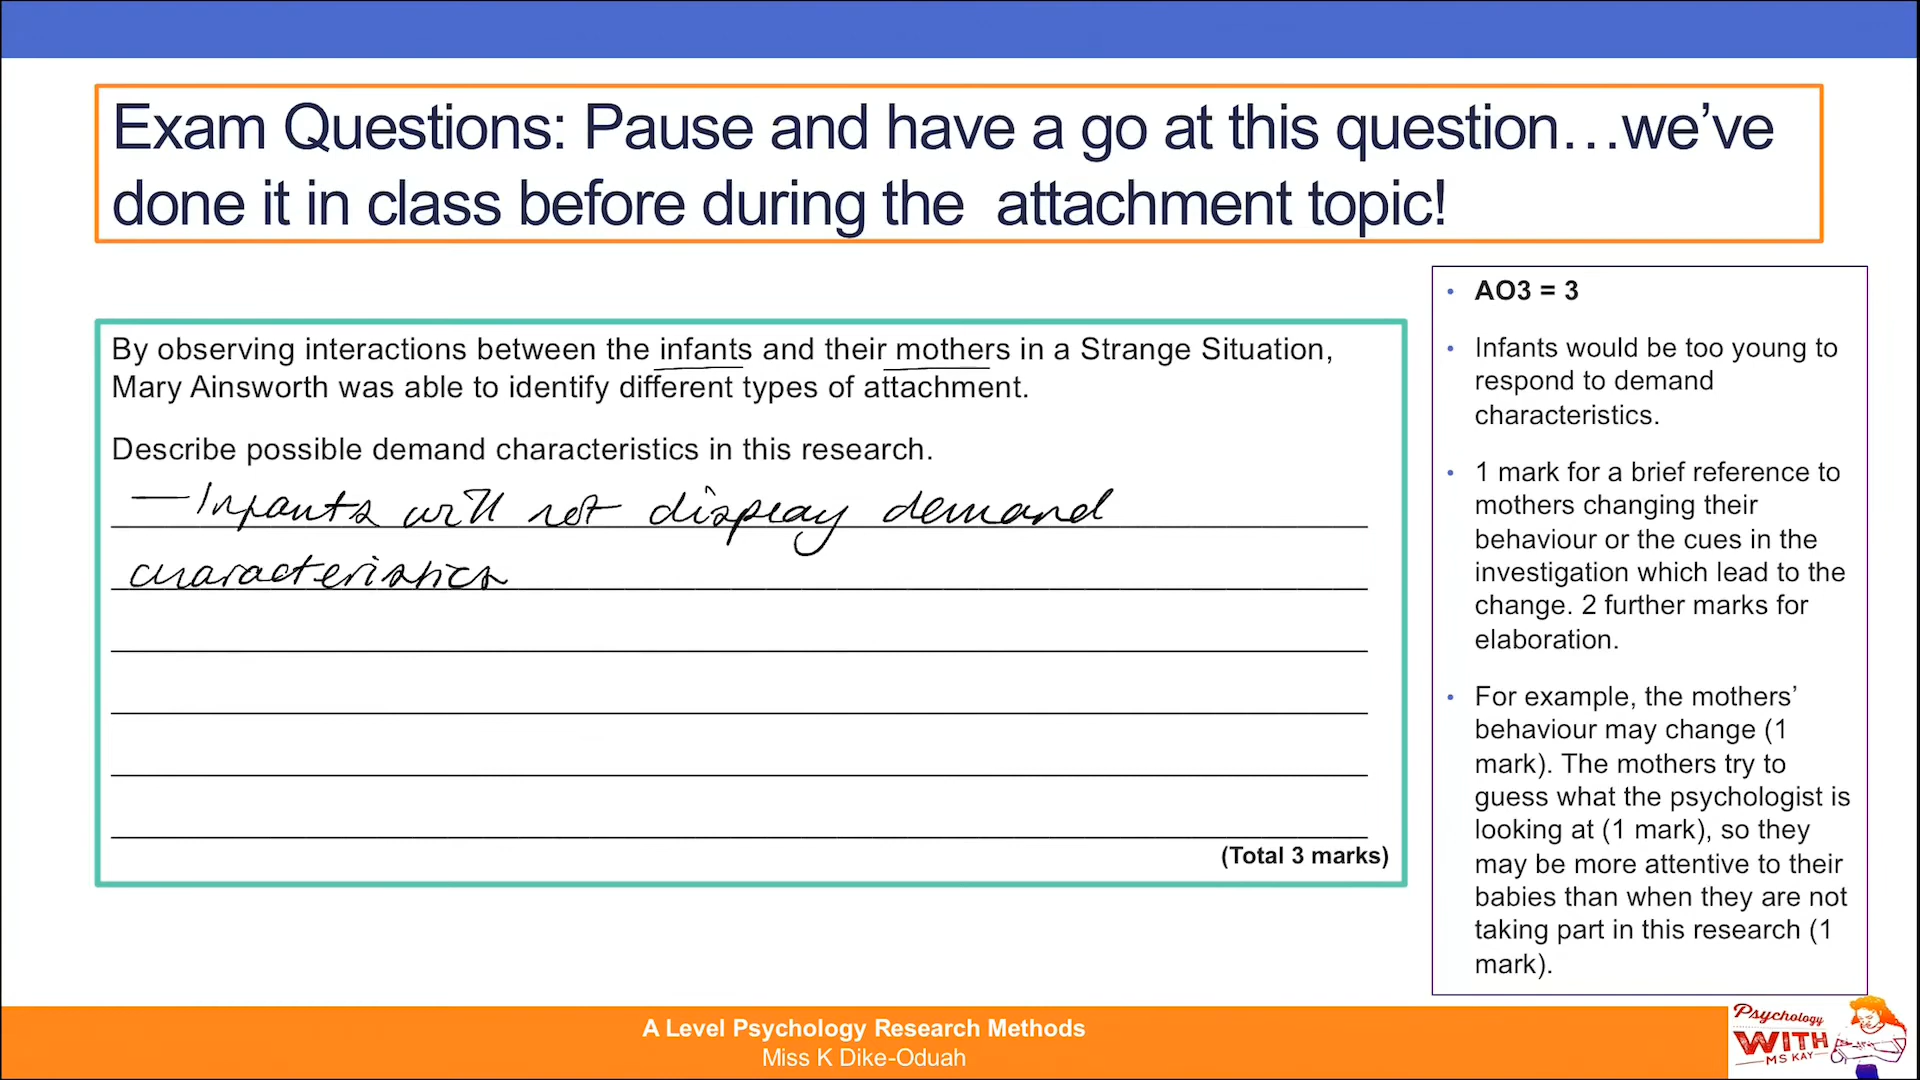 Exam Questions: Pause and have a go at this question…we’ve
done it in class before during the attachment topic!
By observing interactions between the infants and their mothers in a Strange Situation,
Mary Ainsworth was able to identify different types of attachment.
Describe possible demand characteristics in this research.
— Infants will not display demand
characteristics
(Total 3 marks)
• AO3 = 3
• Infants would be too young to
respond to demand
characteristics.
• 1 mark for a brief reference to
mothers changing their
behaviour or the cues in the
investigation which lead to the
change. 2 further marks for
elaboration.
• For example, the mothers’
behaviour may change (1
mark). The mothers try to
guess what the psychologist is
looking at (1 mark), so they
may be more attentive to their
babies than when they are not
taking part in this research (1
mark).
A Level Psychology Research Methods
Miss K Dike-Oduah
Psychology
WITH
MS KAY